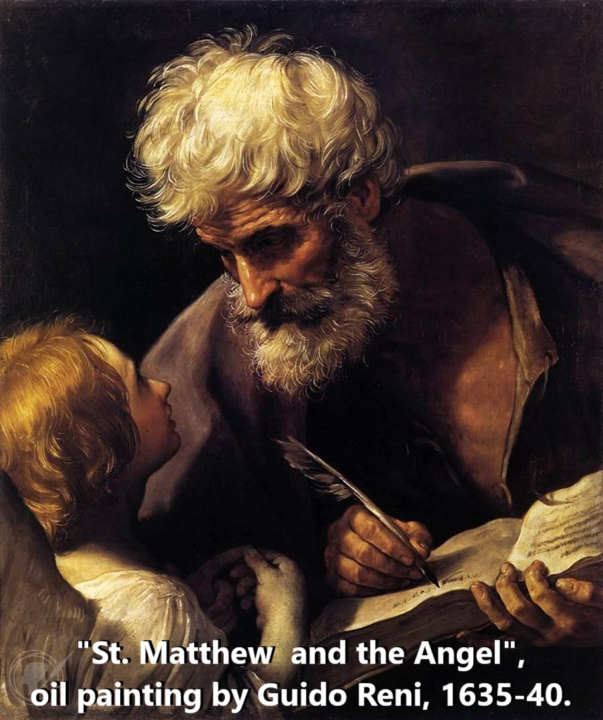 "St. Matthew  and the Angel",
oil painting by Guido Reni, 1635-40.